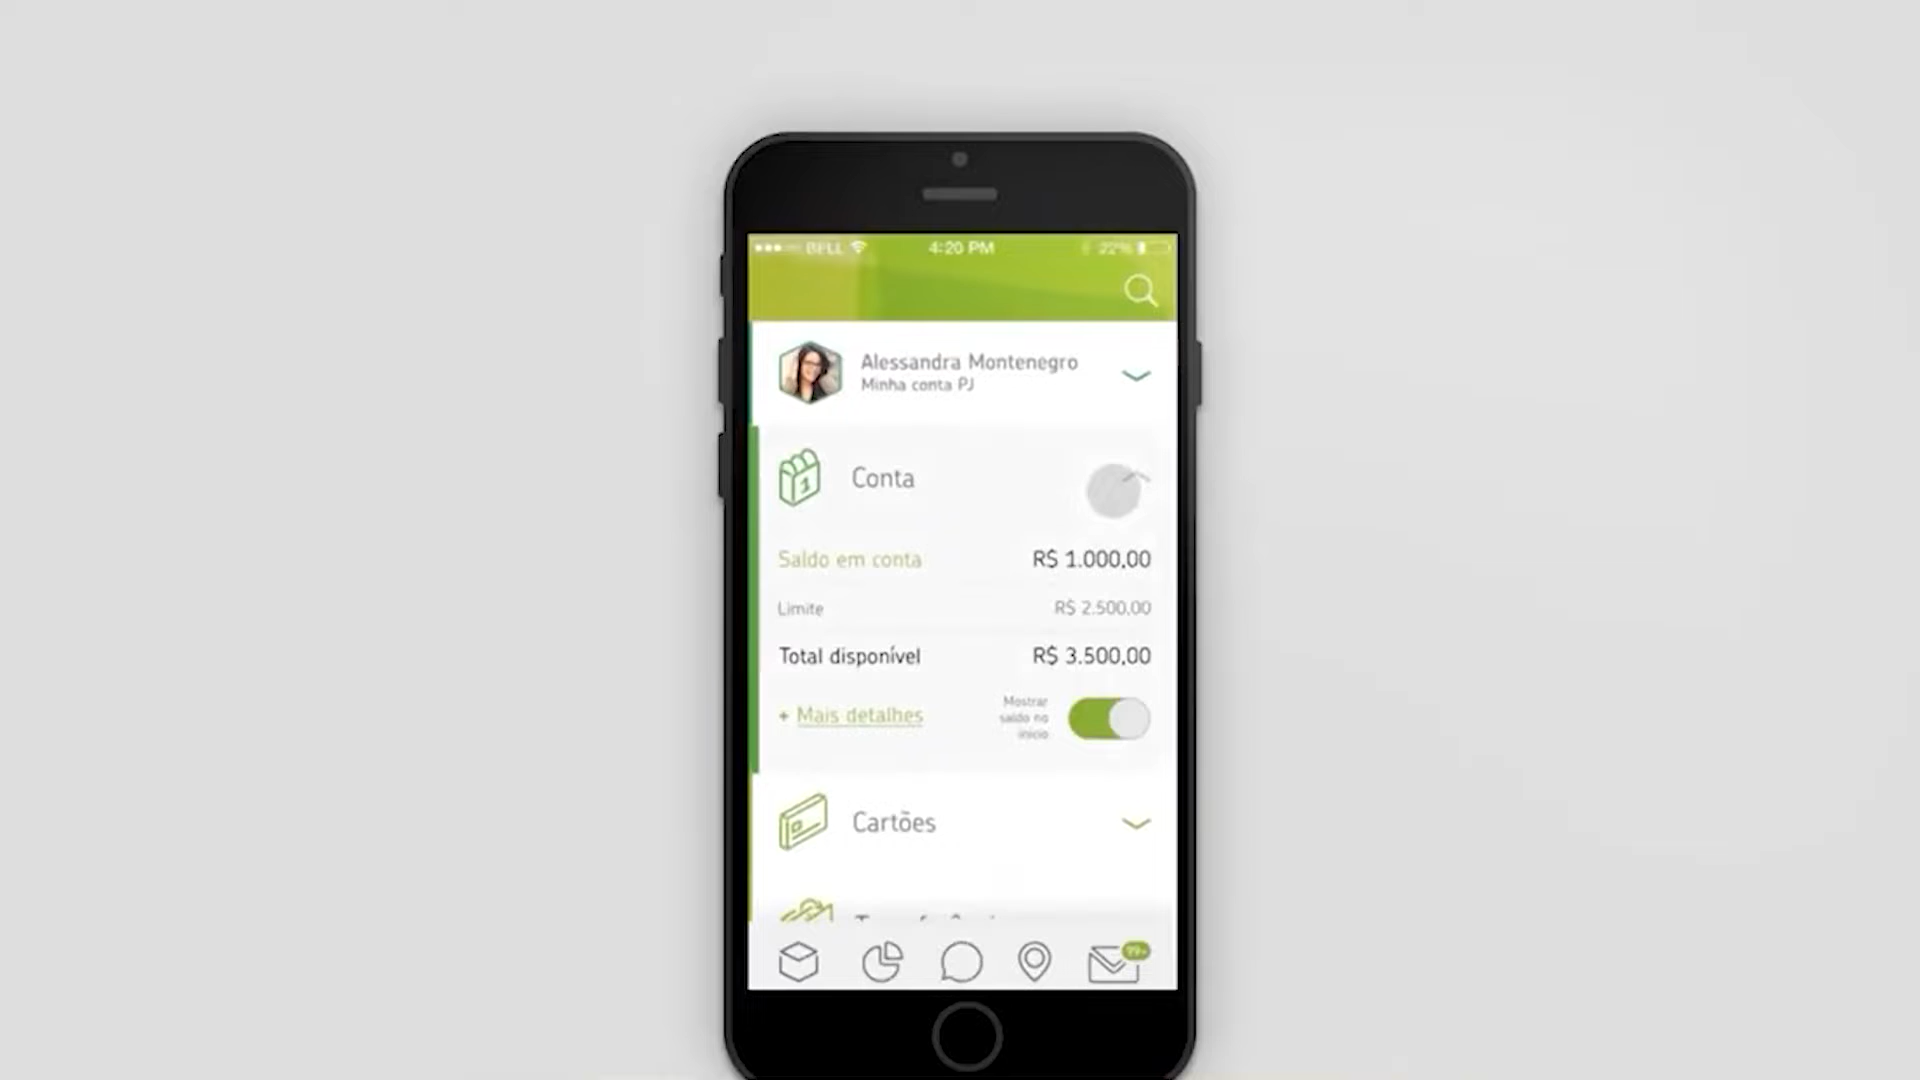 BELL
4:20 PM
22%
Alessandra Montenegro
Minha conta PJ
1
Conta
Saldo em conta
R$ 1.000,00
Limite
R$ 2.500,00
Total disponível
R$ 3.500,00
+ Mais detalhes
Mostrar
saldo no
início
Cartões
99+